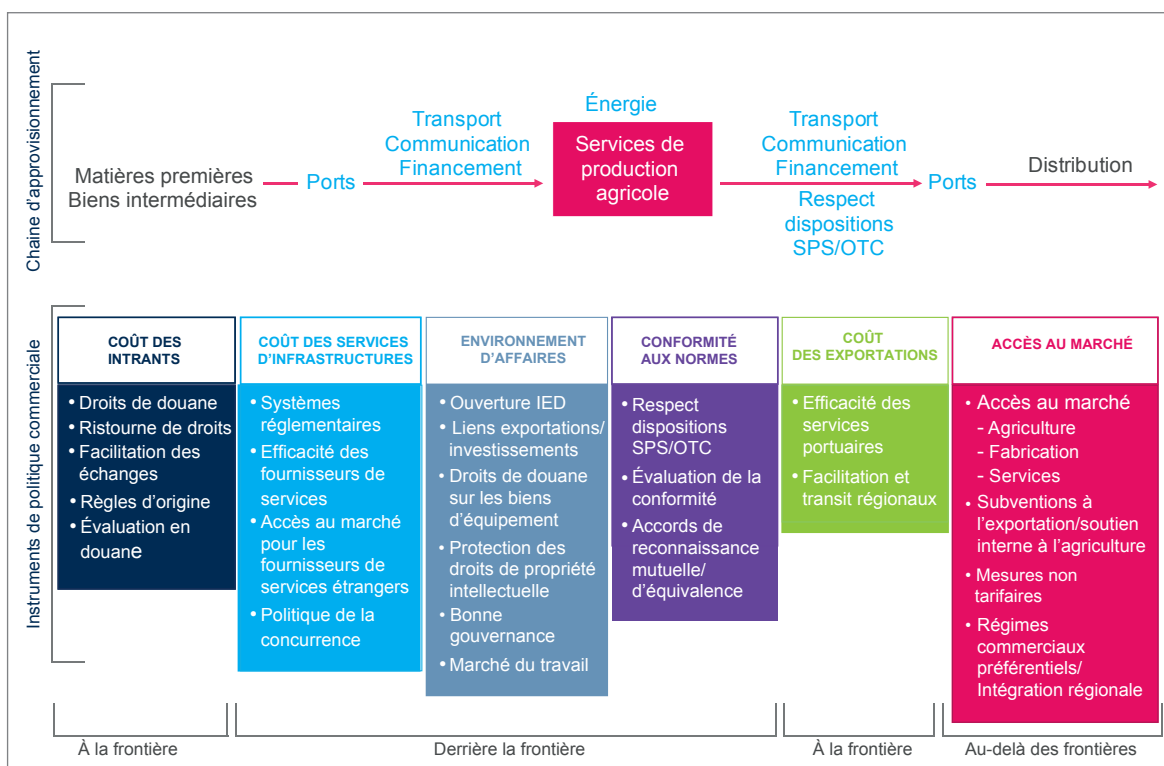 Chaine d'approvisionnement
Matières premières
Biens intermédiaires
Ports
Transport
Communication
Financement
Énergie
Services de
production
agricole
Transport
Communication
Financement
Respect
dispositions
SPS/OTC
Ports
Distribution
Instruments de politique commerciale
COÛT DES
INTRANTS
• Droits de douane
• Ristourne de droits
• Facilitation des
échanges
• Règles d'origine
• Évaluation en
douane
COÛT DES SERVICES
D'INFRASTRUCTURES
• Systèmes
réglementaires
• Efficacité des
fournisseurs de
services
• Accès au marché
pour les
fournisseurs de
services étrangers
• Politique de la
concurrence
ENVIRONNEMENT
D'AFFAIRES
• Ouverture IED
• Liens exportations/
investissements
• Droits de douane
sur les biens
d'équipement
• Protection des
droits de propriété
intellectuelle
• Bonne
gouvernance
• Marché du travail
CONFORMITÉ
AUX NORMES
• Respect
dispositions
SPS/OTC
• Évaluation de la
conformité
• Accords de
reconnaissance
mutuelle/
d'équivalence
COÛT
DES EXPORTATIONS
• Efficacité des
services
portuaires
• Facilitation et
transit régionaux
ACCÈS AU MARCHÉ
• Accès au marché
- Agriculture
- Fabrication
- Services
• Subventions à
l'exportation/soutien
interne à l'agriculture
• Mesures non
tarifaires
• Régimes
commerciaux
préférentiels/
Intégration régionale
À la frontière
Derrière la frontière
À la frontière
Au-delà des frontières